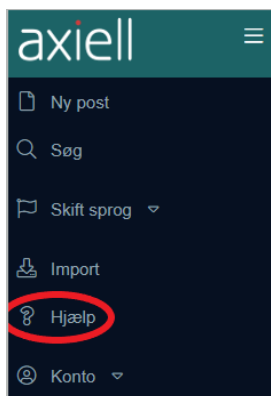 axiell
Ny post
Søg
Skift sprog
Import
Hjælp
Konto